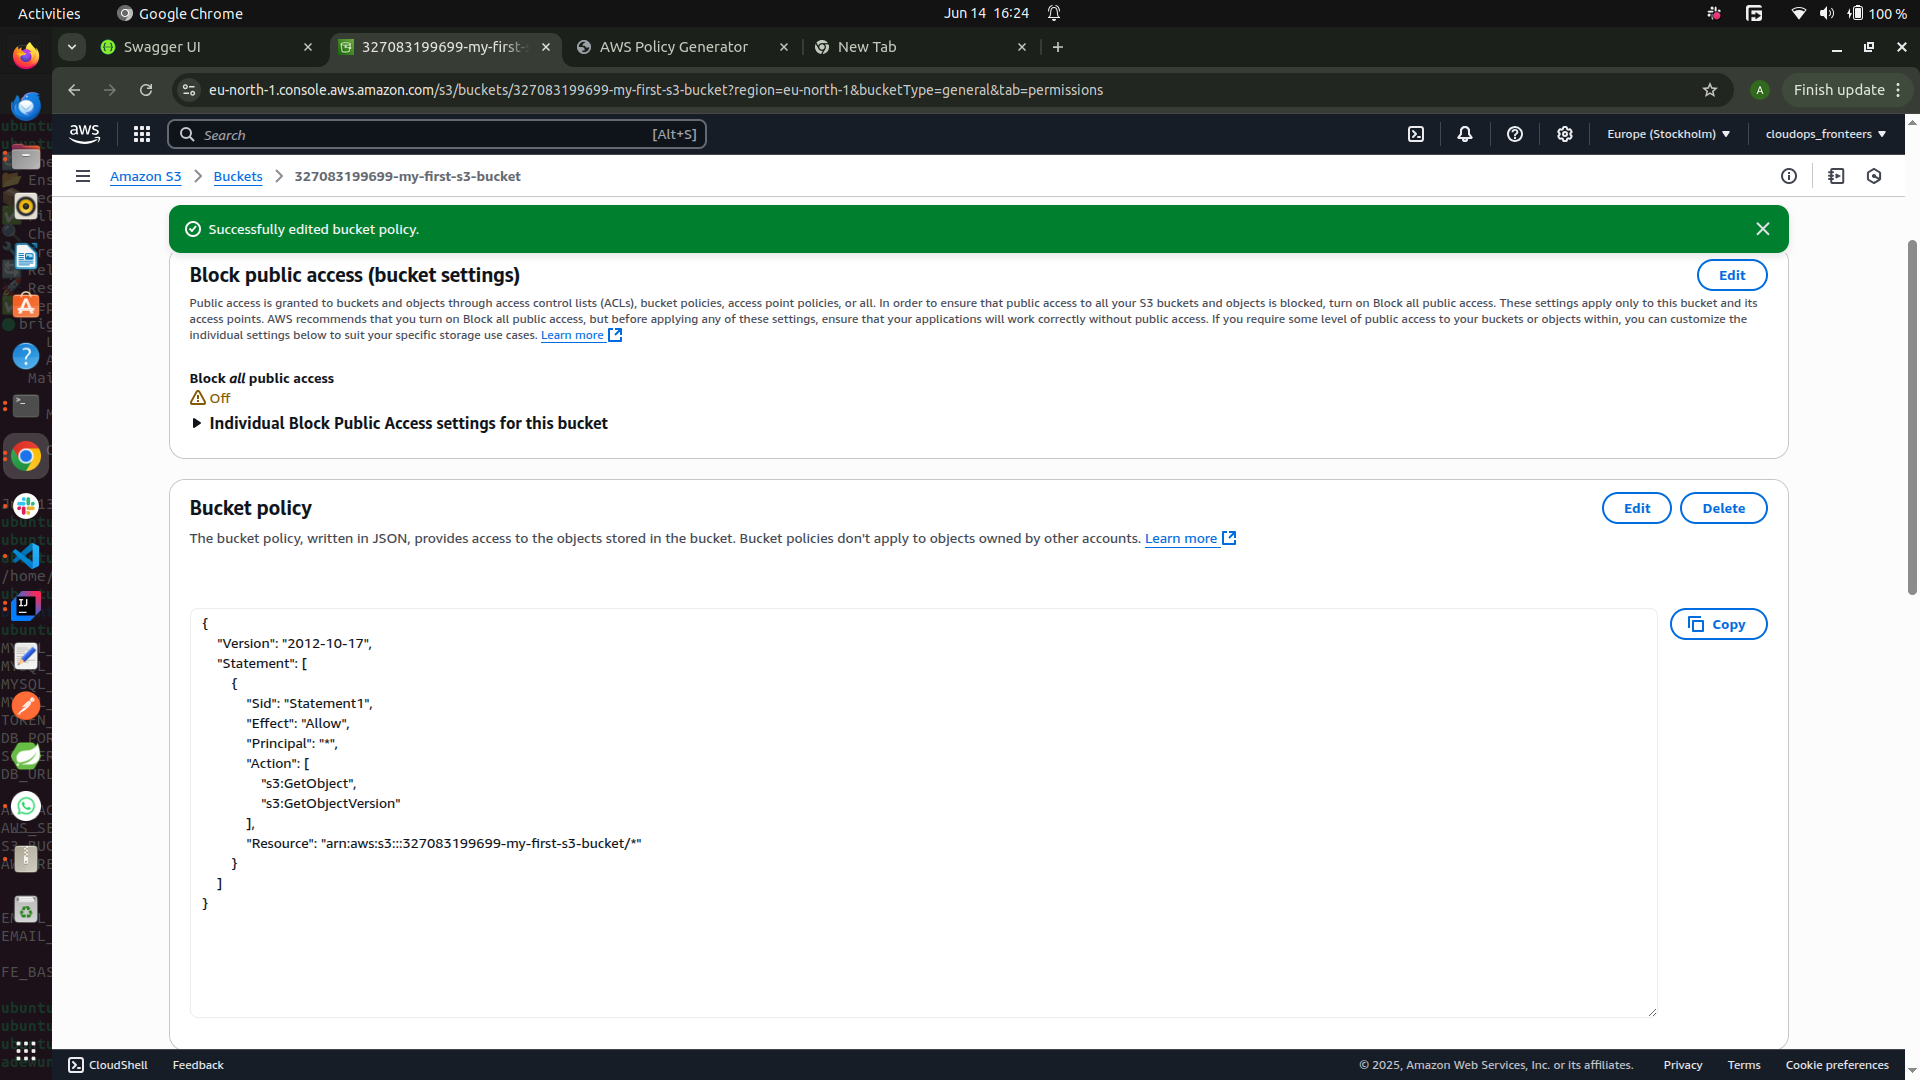 Activities
Google Chrome
Jun 14 16:24
100 %
Swagger UI
327083199699-my-first-
AWS Policy Generator
New Tab
eu-north-1.console.aws.amazon.com/s3/buckets/327083199699-my-first-s3-bucket?region=eu-north-1&bucketType=general&tab=permissions
A
Finish update
aws
Search
[Alt+S]
Europe (Stockholm)
cloudops_fronteers
Amazon S3
Buckets
327083199699-my-first-s3-bucket
Successfully edited bucket policy.
Block public access (bucket settings)
Edit
Public access is granted to buckets and objects through access control lists (ACLs), bucket policies, access point policies, or all. In order to ensure that public access to all your S3 buckets and objects is blocked, turn on Block all public access. These settings apply only to this bucket and its
access points. AWS recommends that you turn on Block all public access, but before applying any of these settings, ensure that your applications will work correctly without public access. If you require some level of public access to your buckets or objects within, you can customize the
individual settings below to suit your specific storage use cases. Learn more
Block all public access
Off
Individual Block Public Access settings for this bucket
Bucket policy
Edit
Delete
The bucket policy, written in JSON, provides access to the objects stored in the bucket. Bucket policies don't apply to objects owned by other accounts. Learn more
Copy
{
"Version": "2012-10-17",
"Statement": [
{
"Sid": "Statement1",
"Effect": "Allow",
"Principal": "*",
"Action": [
"s3:GetObject",
"s3:GetObjectVersion"
],
"Resource": "arn:aws:s3:::327083199699-my-first-s3-bucket/*"
}
]
}
CloudShell
Feedback
© 2025, Amazon Web Services, Inc. or its affiliates.
Privacy
Terms
Cookie preferences